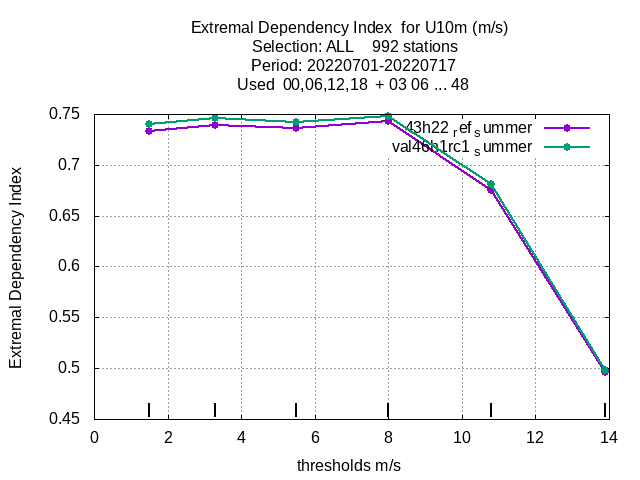 Extremal Dependency Index for U10m (m/s)
Selection: ALL 992 stations
Period: 20220701-20220717
Used 00,06,12,18 + 03 06 ... 48
0.75
0.7
0.65
0.6
0.55
0.5
0.45
Extremal Dependency Index
43h22 ref summer
val46h1rc1 summer
0 2 4 6 8 10 12 14
thresholds m/s